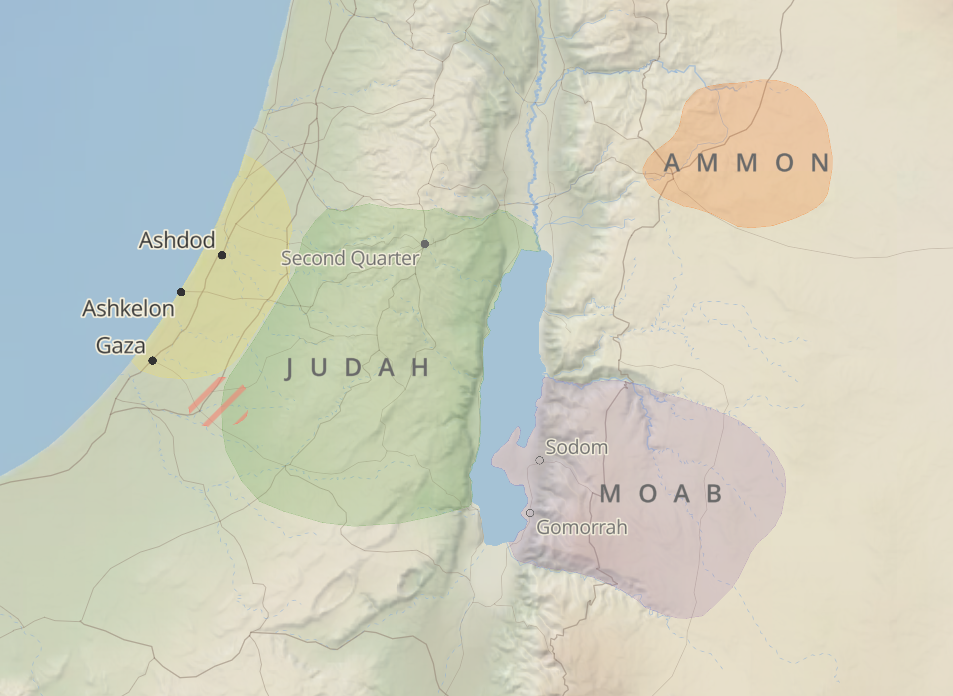 AMMON
Ashdod
Second Quarter
Ashkelon
Gaza
JUDAH
Sodom
MOAB
Gomorrah